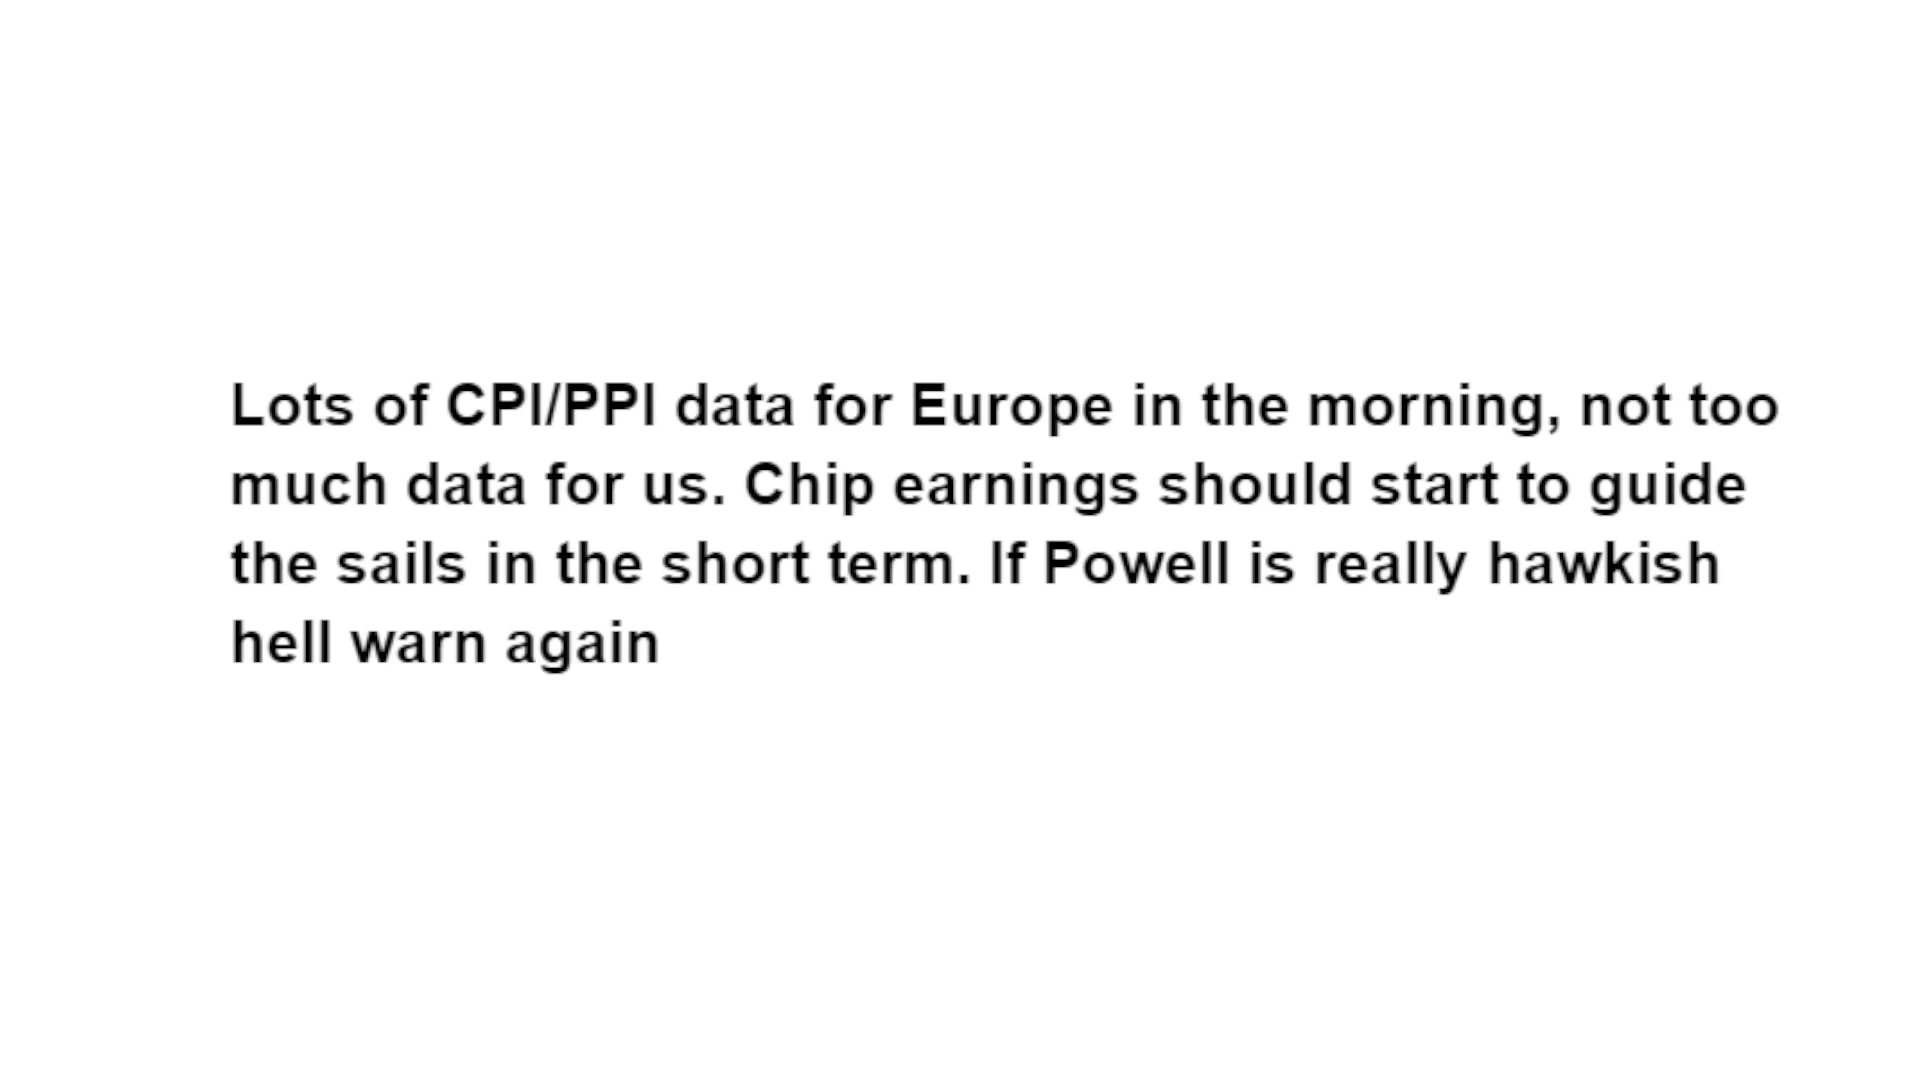 Lots of CPI/PPI data for Europe in the morning, not too
much data for us. Chip earnings should start to guide
the sails in the short term. If Powell is really hawkish
hell warn again